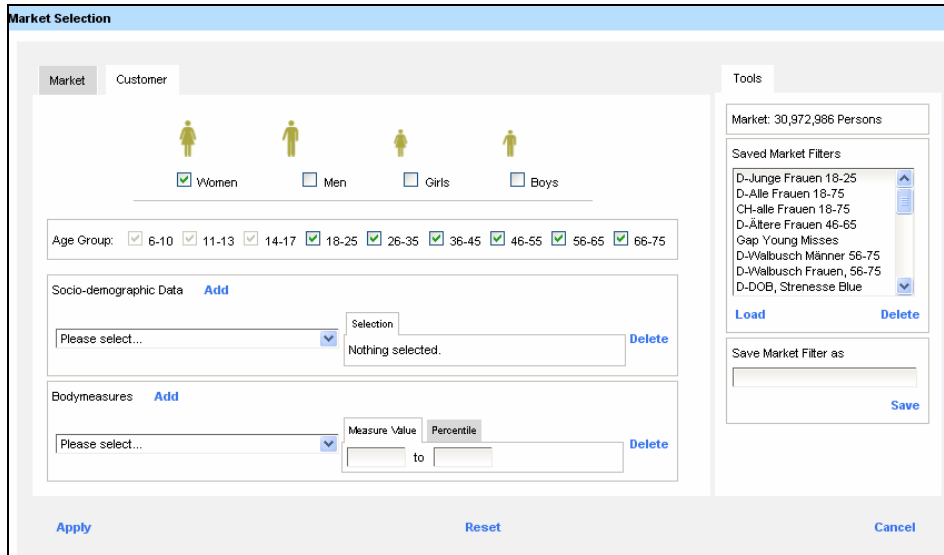 Market Selection
Market
Customer
Women
Men
Girls
Boys
Age Group: 6-10 11-13 14-17 18-25 26-35 36-45 46-55 56-65 66-75
Socio-demographic Data Add
Please select...
Selection
Nothing selected.
Delete
Bodymeasures Add
Please select...
Measure Value
Percentile
to
Delete
Tools
Market: 30,972,986 Persons
Saved Market Filters
D-Junge Frauen 18-25
D-Alle Frauen 18-75
CH-alle Frauen 18-75
D-Ältere Frauen 46-65
Gap Young Misses
D-Walbusch Männer 56-75
D-Walbusch Frauen, 56-75
D-DOB, Strenesse Blue
Load
Delete
Save Market Filter as
Save
Apply
Reset
Cancel